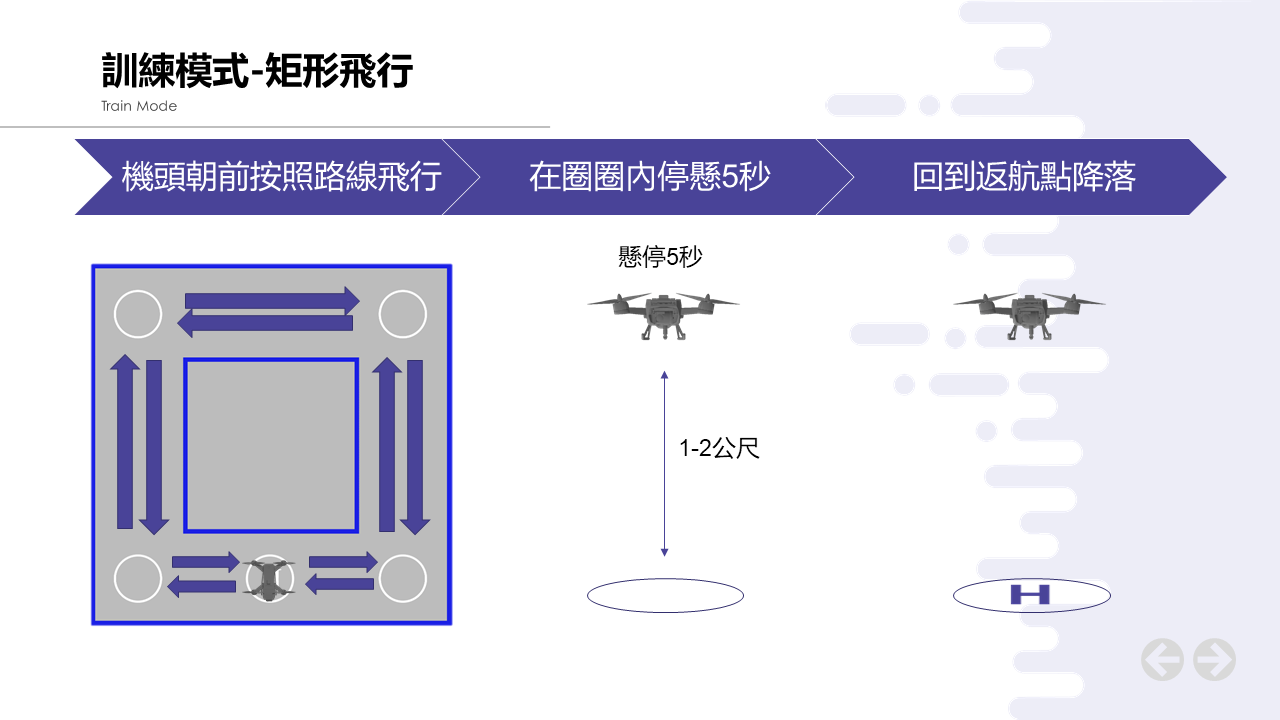 訓練模式-矩形飛行
Train Mode
機頭朝前按照路線飛行
在圈圈內停懸5秒
回到返航點降落
懸停5秒
1-2公尺
H